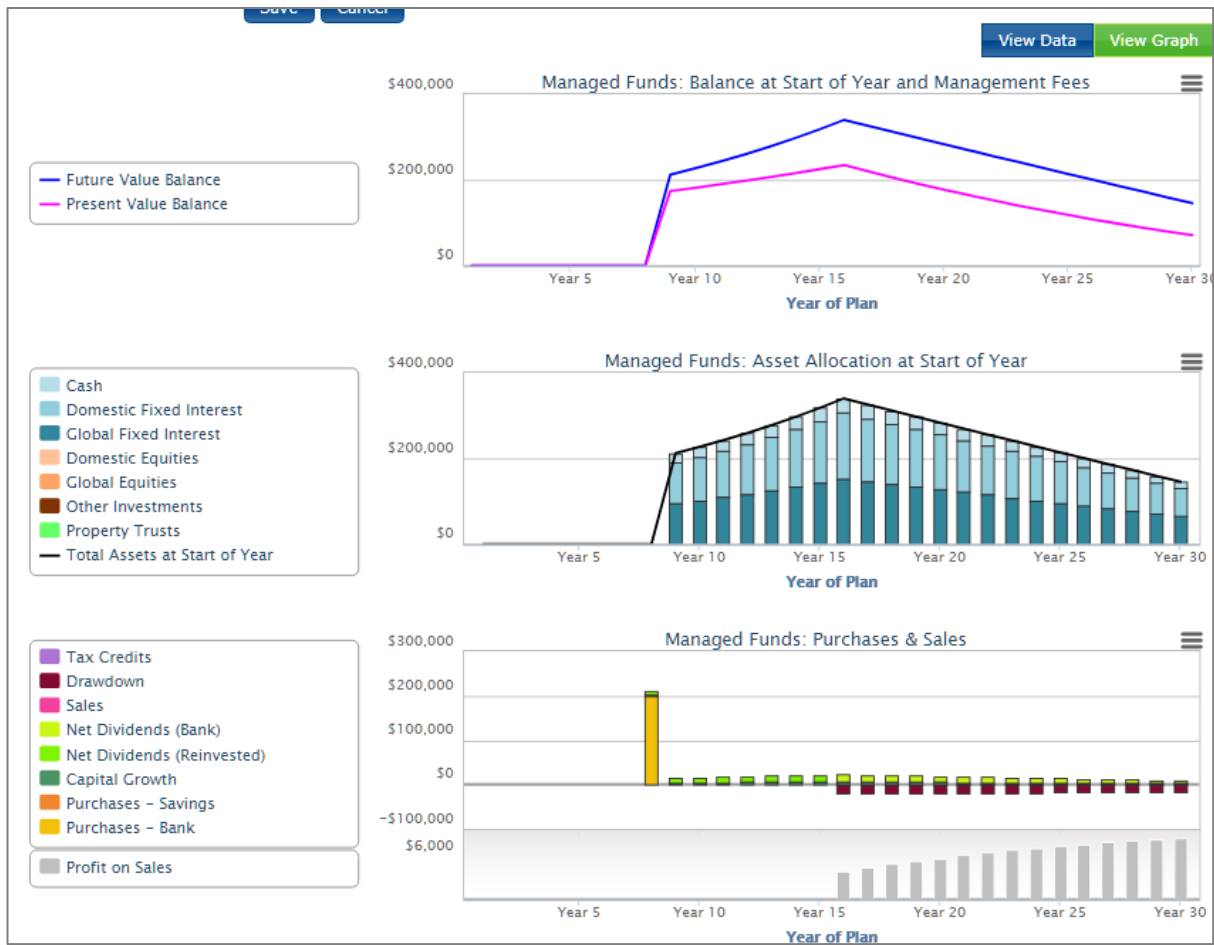 Save Cancel
View Data View Graph
Managed Funds: Balance at Start of Year and Management Fees
$400,000
$200,000
$0
Future Value Balance
Present Value Balance
Year 5 Year 10 Year 15 Year 20 Year 25 Year 30
Year of Plan
Managed Funds: Asset Allocation at Start of Year
$400,000
$200,000
$0
Cash
Domestic Fixed Interest
Global Fixed Interest
Domestic Equities
Global Equities
Other Investments
Property Trusts
Total Assets at Start of Year
Year 5 Year 10 Year 15 Year 20 Year 25 Year 30
Year of Plan
Managed Funds: Purchases & Sales
$300,000
$200,000
$100,000
$0
-$100,000
$6,000
Tax Credits
Drawdown
Sales
Net Dividends (Bank)
Net Dividends (Reinvested)
Capital Growth
Purchases - Savings
Purchases - Bank
Profit on Sales
Year 5 Year 10 Year 15 Year 20 Year 25 Year 30
Year of Plan